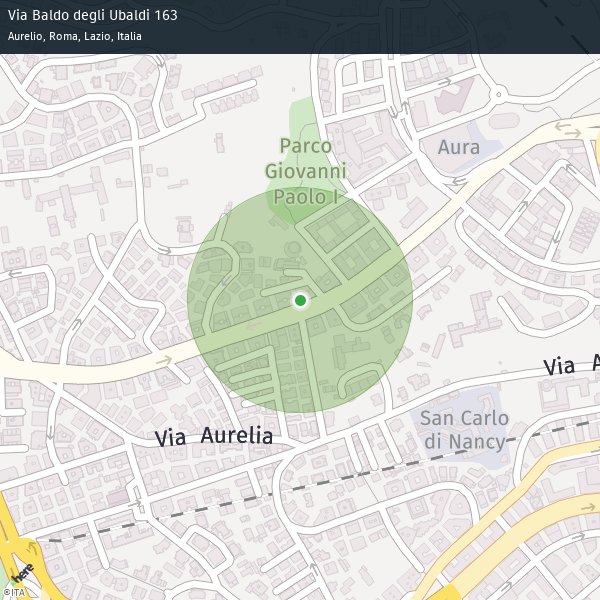 Via Baldo degli Ubaldi 163
Aurelio, Roma, Lazio, Italia
Parco
Giovanni
Paolo I
Aura
Via A
San Carlo
di Nancy
Via Aurelia
here
©ITA